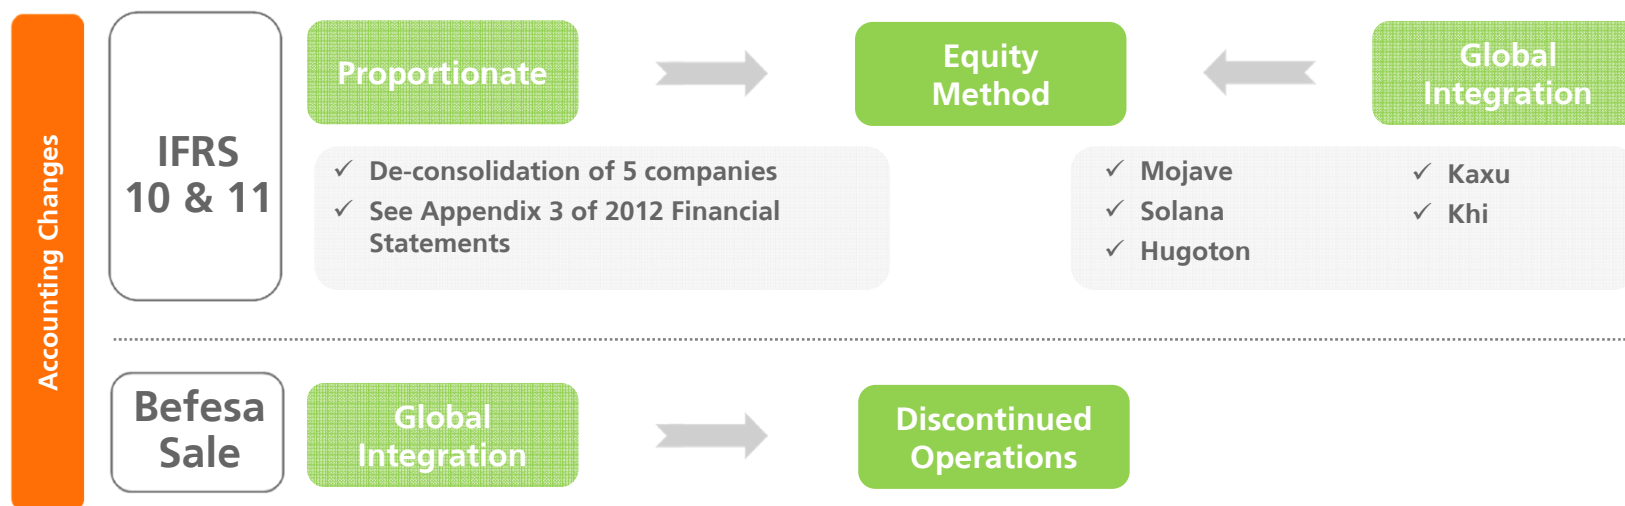 Accounting Changes
IFRS
10 & 11
Proportionate
Equity
Method
Global
Integration
✓ De-consolidation of 5 companies
✓ See Appendix 3 of 2012 Financial
Statements
✓ Mojave
✓ Solana
✓ Hugoton
✓ Kaxu
✓ Khi
Befesa
Sale
Global
Integration
Discontinued
Operations